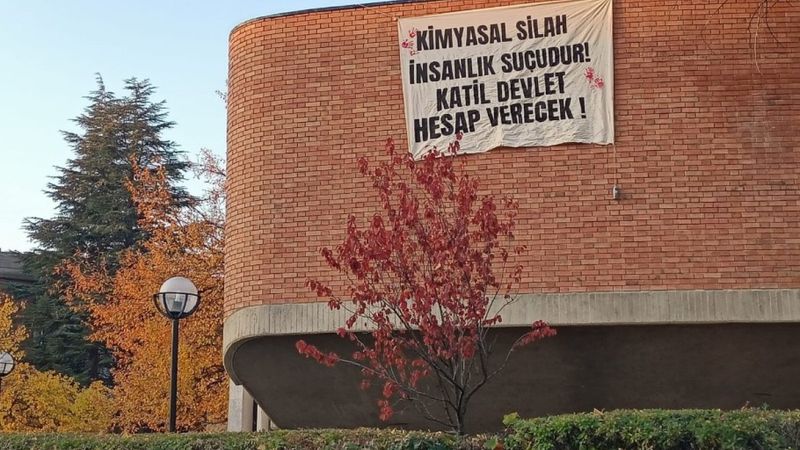 KİMYASAL SİLAH
İNSANLIK SUÇUDUR!
KATİL DEVLET
HESAP VERECEK !